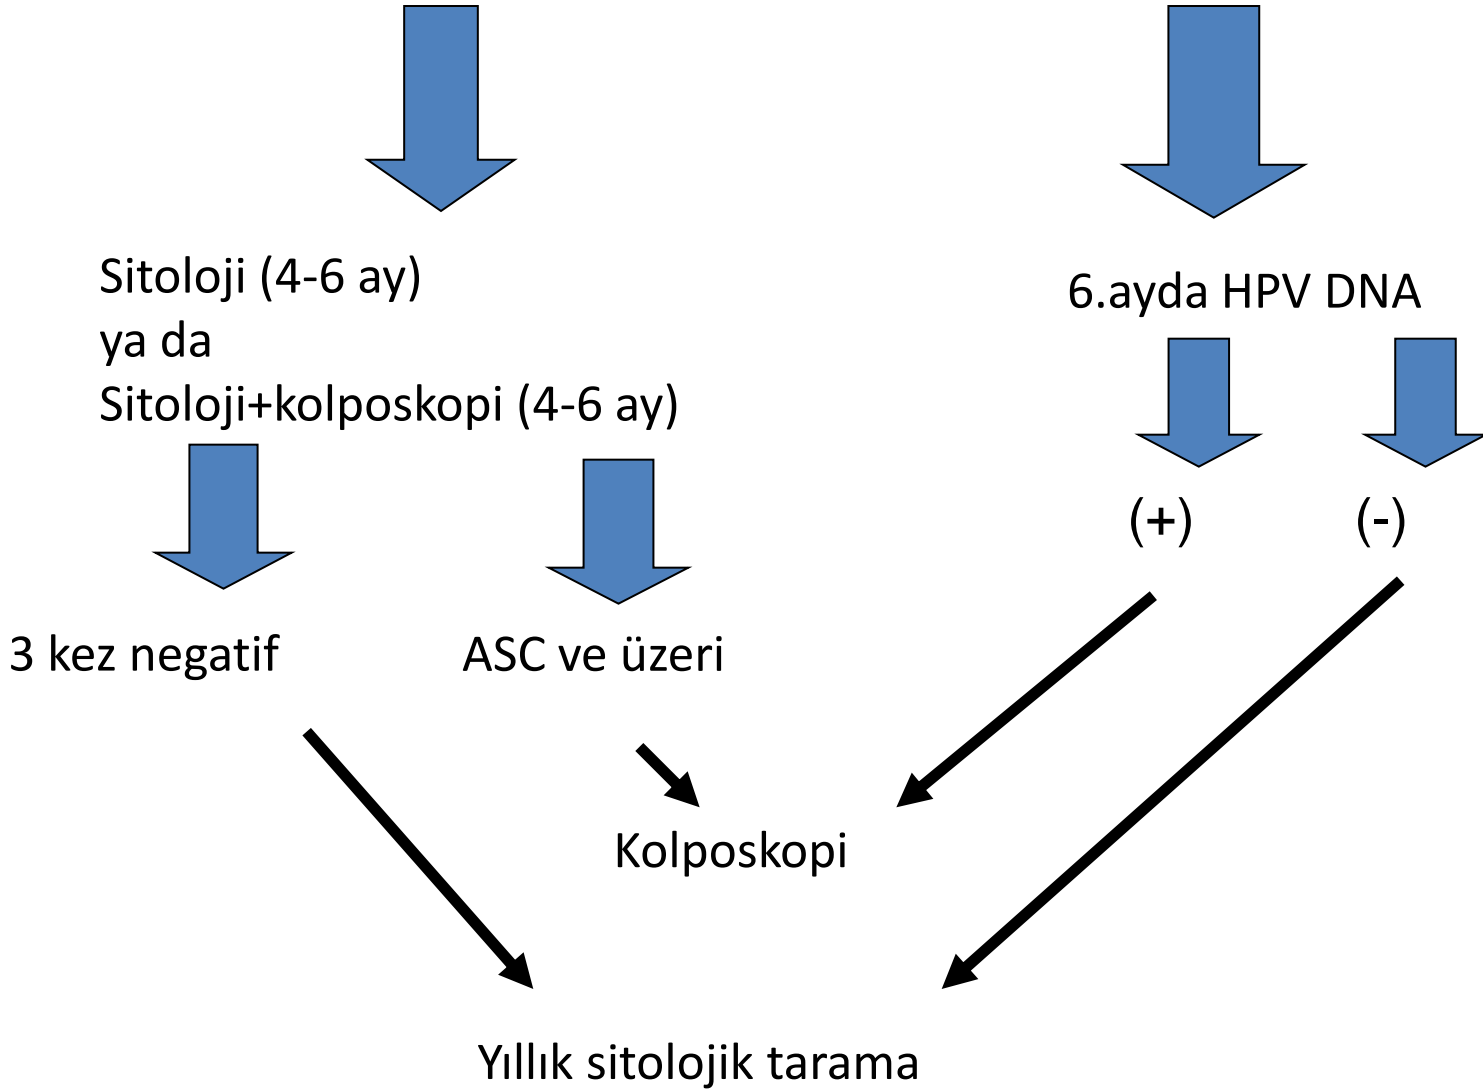 Sitoloji (4-6 ay)
ya da
Sitoloji+kolposkopi (4-6 ay)
6.ayda HPV DNA
(+)
(-)
3 kez negatif
ASC ve üzeri
Kolposkopi
Yıllık sitolojik tarama